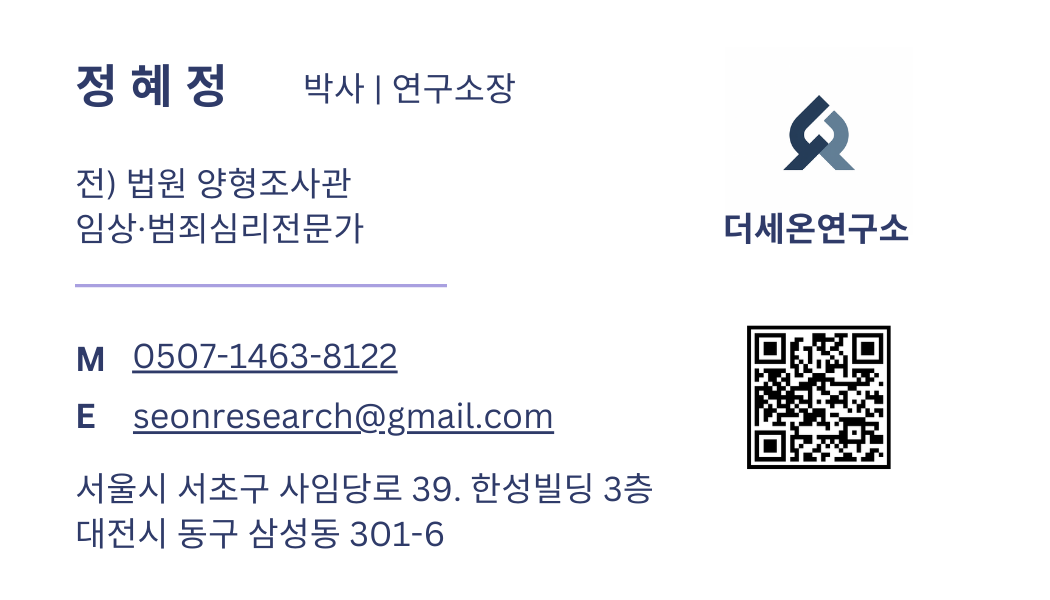 정 혜 정 박사 | 연구소장
전) 법원 양형조사관
임상·범죄심리전문가
M 0507-1463-8122
E seonresearch@gmail.com
서울시 서초구 사임당로 39. 한성빌딩 3층
대전시 동구 삼성동 301-6
더세온연구소